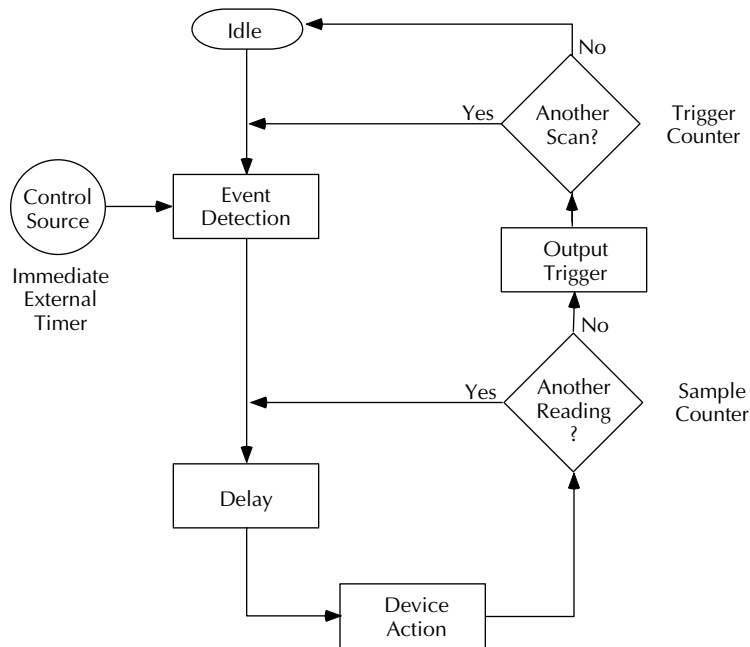 Idle
No
Yes
Another
Scan?
Trigger
Counter
Control
Source
Event
Detection
Immediate
External
Timer
Output
Trigger
No
Yes
Another
Reading
?
Sample
Counter
Delay
Device
Action